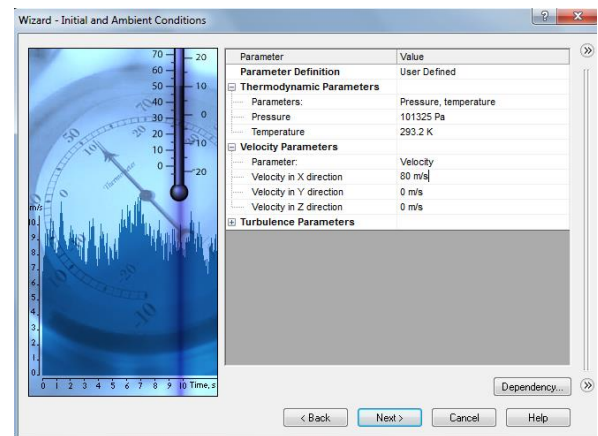 Wizard - Initial and Ambient Conditions
Parameter Value
Parameter Definition User Defined
Thermodynamic Parameters
Parameters: Pressure, temperature
Pressure 101325 Pa
Temperature 293.2 K
Velocity Parameters
Parameter: Velocity
Velocity in X direction 80 m/s
Velocity in Y direction 0 m/s
Velocity in Z direction 0 m/s
Turbulence Parameters
70 20
60
50
40
30 0
20
10
0 -20
m/s
10
9
8
7
6
5
4
3
2
1
0
0 1 2 3 4 5 6 7 8 9 10 Time, s
Dependency...
< Back Next > Cancel Help